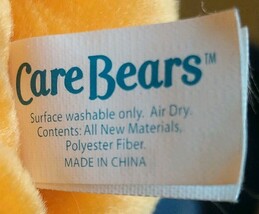 Care Bears™
Surface washable only. Air Dry.
Contents: All New Materials,
Polyester Fiber.
MADE IN CHINA